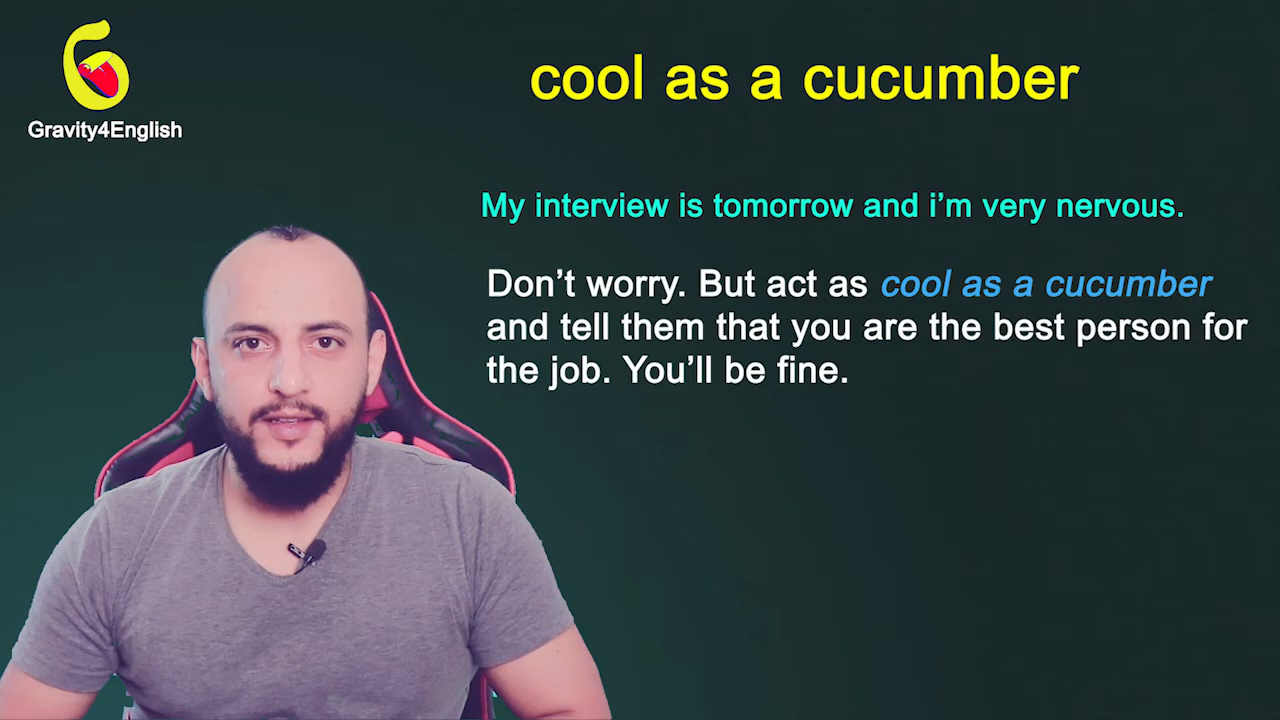 Gravity4English
cool as a cucumber
My interview is tomorrow and i’m very nervous.
Don’t worry. But act as cool as a cucumber
and tell them that you are the best person for
the job. You’ll be fine.